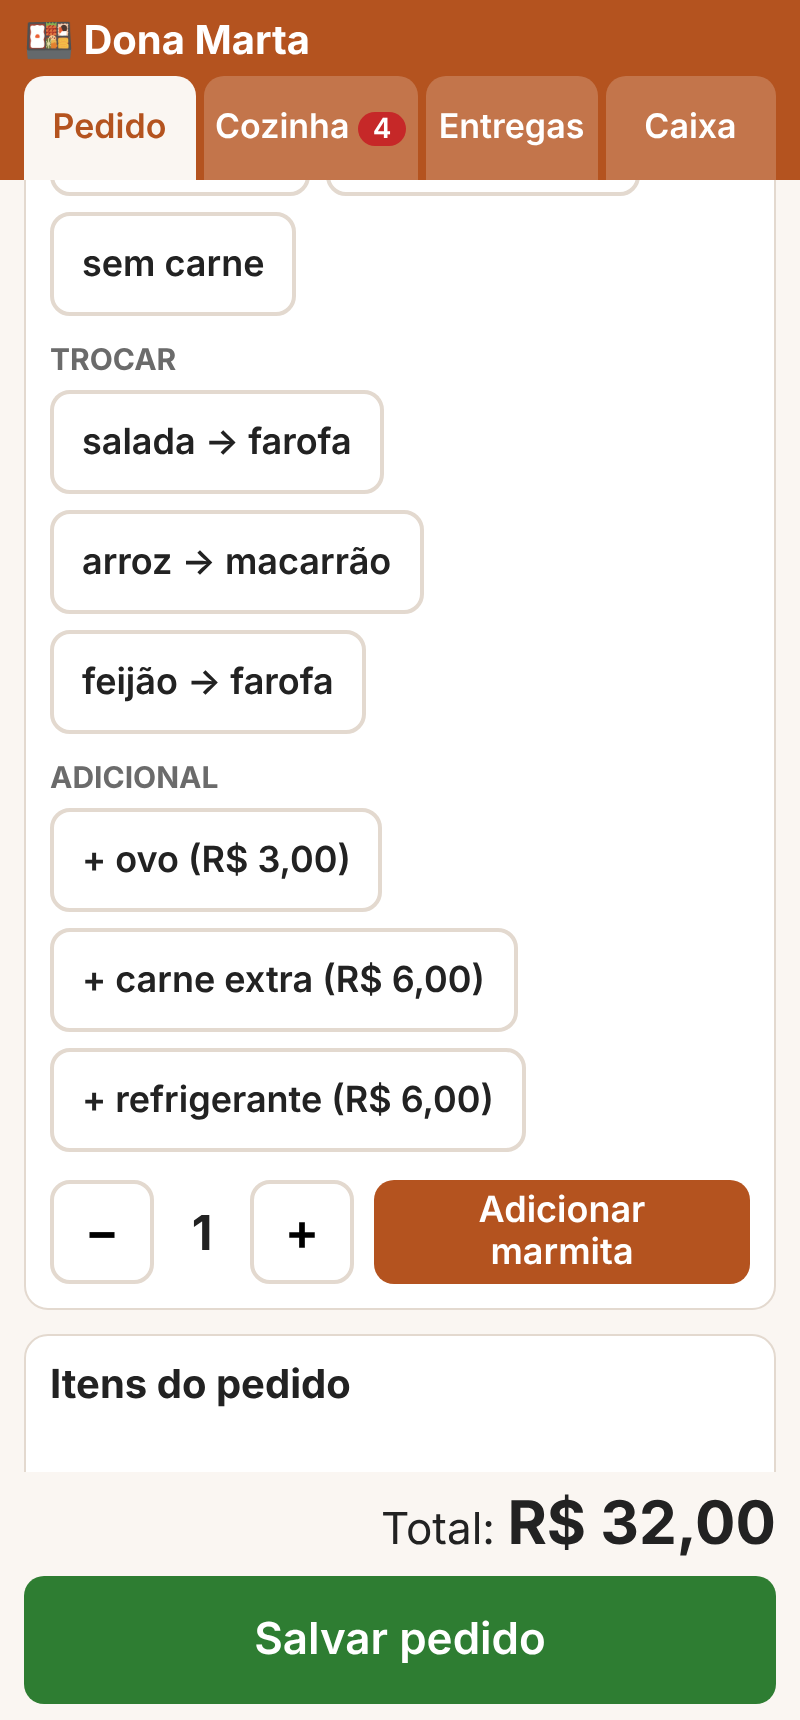 Dona Marta
Pedido
Cozinha 4
Entregas
Caixa
sem carne
TROCAR
salada → farofa
arroz → macarrão
feijão → farofa
ADICIONAL
+ ovo (R$ 3,00)
+ carne extra (R$ 6,00)
+ refrigerante (R$ 6,00)
− 1 +
Adicionar
marmita
Itens do pedido
Total: R$ 32,00
Salvar pedido